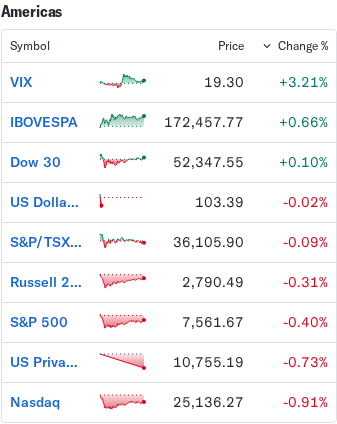 Americas
Symbol Price Change %
VIX 19.30 +3.21%
IBOVESPA 172,457.77 +0.66%
Dow 30 52,347.55 +0.10%
US Dolla... 103.39 -0.02%
S&P/TSX... 36,105.90 -0.09%
Russell 2... 2,790.49 -0.31%
S&P 500 7,561.67 -0.40%
US Priva... 10,755.19 -0.73%
Nasdaq 25,136.27 -0.91%